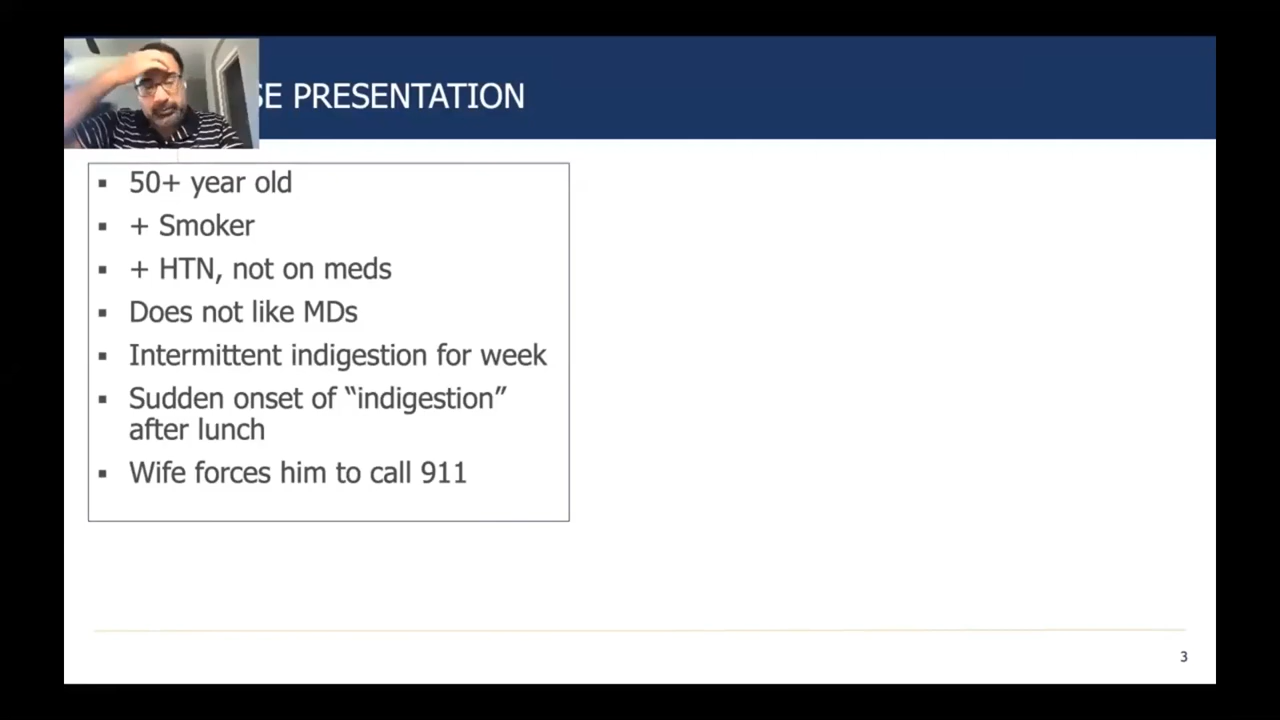 SE PRESENTATION
▪ 50+ year old
▪ + Smoker
▪ + HTN, not on meds
▪ Does not like MDs
▪ Intermittent indigestion for week
▪ Sudden onset of “indigestion”
after lunch
▪ Wife forces him to call 911
3